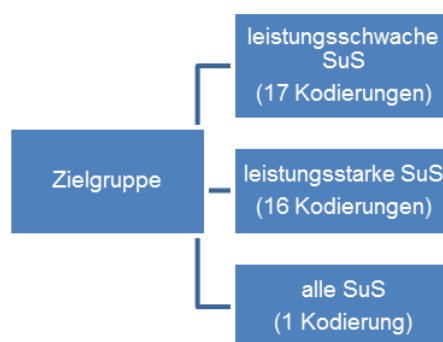 leistungsschwache
SuS
(17 Kodierungen)
Zielgruppe
leistungsstarke SuS
(16 Kodierungen)
alle SuS
(1 Kodierung)